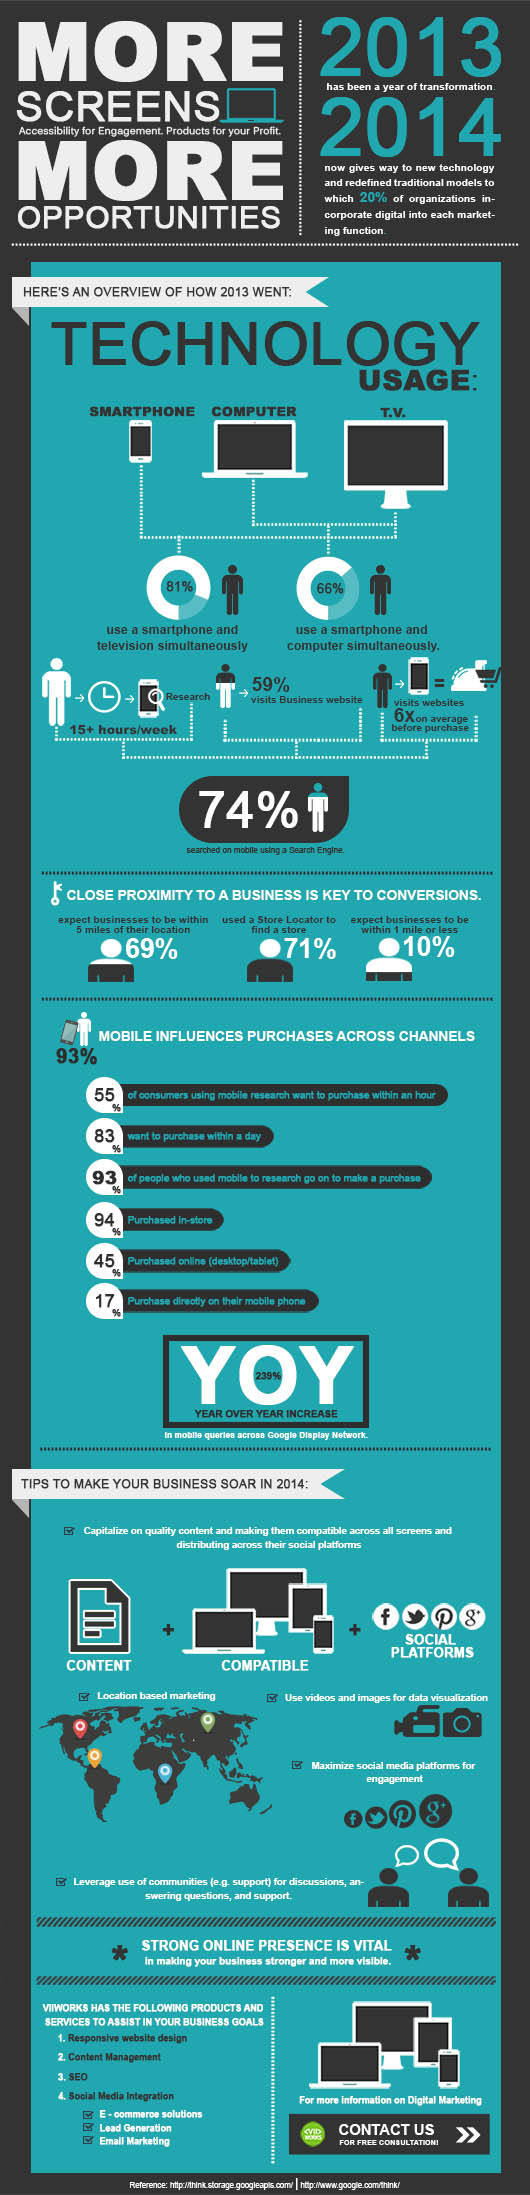 MORE
SCREENS
Accessibility for Engagement. Products for your Profit.
MORE
OPPORTUNITIES
2013
has been a year of transformation.
2014
now gives way to new technology
and redefined traditional models to
which 20% of organizations in-
corporate digital into each market-
ing function.
HERE'S AN OVERVIEW OF HOW 2013 WENT:
TECHNOLOGY
USAGE:
SMARTPHONE
COMPUTER
T.V.
81%
use a smartphone and
television simultaneously
66%
use a smartphone and
computer simultaneously.
Research
15+ hours/week
59%
visits Business website
=
visits websites
6x on average
before purchase
74%
searched on mobile using a Search Engine.
CLOSE PROXIMITY TO A BUSINESS IS KEY TO CONVERSIONS.
expect businesses to be within
5 miles of their location
69%
used a Store Locator to
find a store
71%
expect businesses to be
within 1 mile or less
10%
93%
MOBILE INFLUENCES PURCHASES ACROSS CHANNELS
55% of consumers using mobile research want to purchase within an hour
83% want to purchase within a day
93% of people who used mobile to research go on to make a purchase
94% Purchased in-store
45% Purchased online (desktop/tablet)
17% Purchase directly on their mobile phone
YOY
239%
YEAR OVER YEAR INCREASE
in mobile queries across Google Display Network.
TIPS TO MAKE YOUR BUSINESS SOAR IN 2014:
Capitalize on quality content and making them compatible across all screens and
distributing across their social platforms
CONTENT
+
COMPATIBLE
+
SOCIAL
PLATFORMS
Location based marketing
Use videos and images for data visualization
Maximize social media platforms for
engagement
Leverage use of communities (e.g. support) for discussions, an-
swering questions, and support.
* STRONG ONLINE PRESENCE IS VITAL *
in making your business stronger and more visible.
VIIWORKS HAS THE FOLLOWING PRODUCTS AND
SERVICES TO ASSIST IN YOUR BUSINESS GOALS
1. Responsive website design
2. Content Management
3. SEO
4. Social Media Integration
E - commerce solutions
Lead Generation
Email Marketing
For more information on Digital Marketing
CONTACT US
FOR FREE CONSULTATION!
Reference: http://think.storage.googleapis.com/ | http://www.google.com/think/